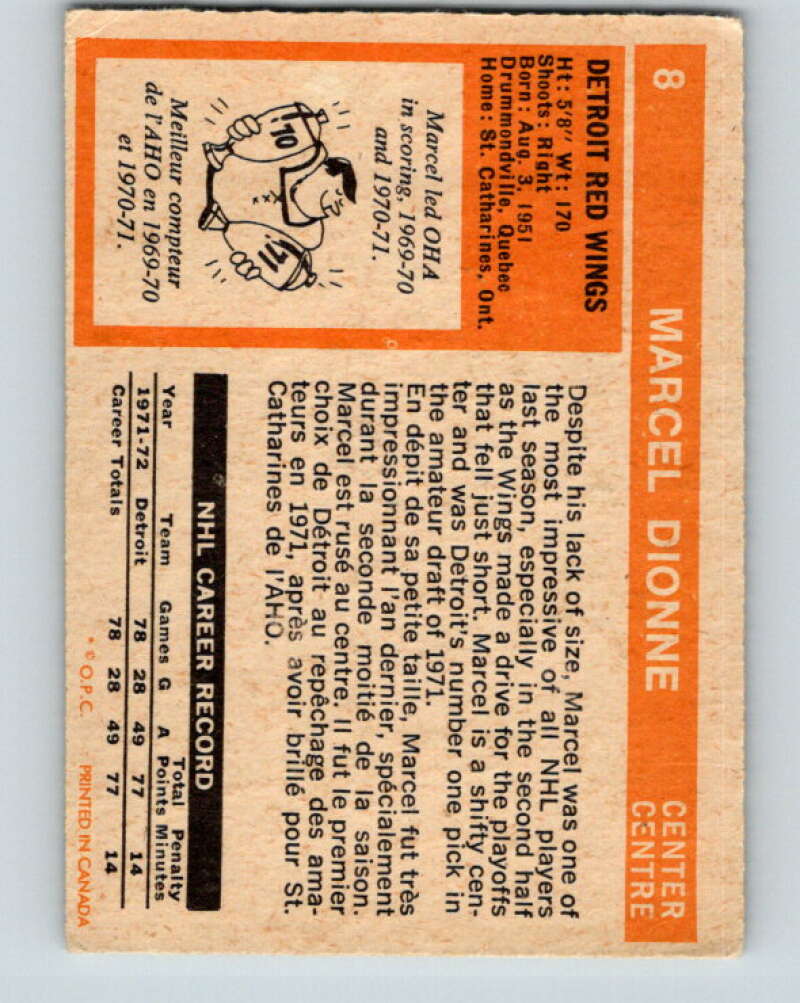 8 MARCEL DIONNE CENTER
CENTRE
DETROIT RED WINGS
Ht: 5'8" Wt: 170
Shoots: Right
Born: Aug. 3, 1951
Drummondville, Quebec
Home: St. Catharines, Ont.
Marcel led OHA
in scoring, 1969-70
and 1970-71.
'70
'71
Meilleur compteur
de l'AHO en 1969-70
et 1970-71.
Despite his lack of size, Marcel was one of
the most impressive of all NHL players
last season, especially in the second half
as the Wings made a drive for the playoffs
that fell just short. Marcel is a shifty cen-
ter and was Detroit's number one pick in
the amateur draft of 1971.
En dépit de sa petite taille, Marcel fut très
impressionnant l'an dernier, spécialement
durant la seconde moitié de la saison.
Marcel est rusé au centre. Il fut le premier
choix de Détroit au repêchage des ama-
teurs en 1971, après avoir brillé pour St.
Catharines de l'AHO.
NHL CAREER RECORD
Total Penalty
Year Team Games G A Points Minutes
1971-72 Detroit 78 28 49 77 14
Career Totals 78 28 49 77 14
* © O.P.C. PRINTED IN CANADA